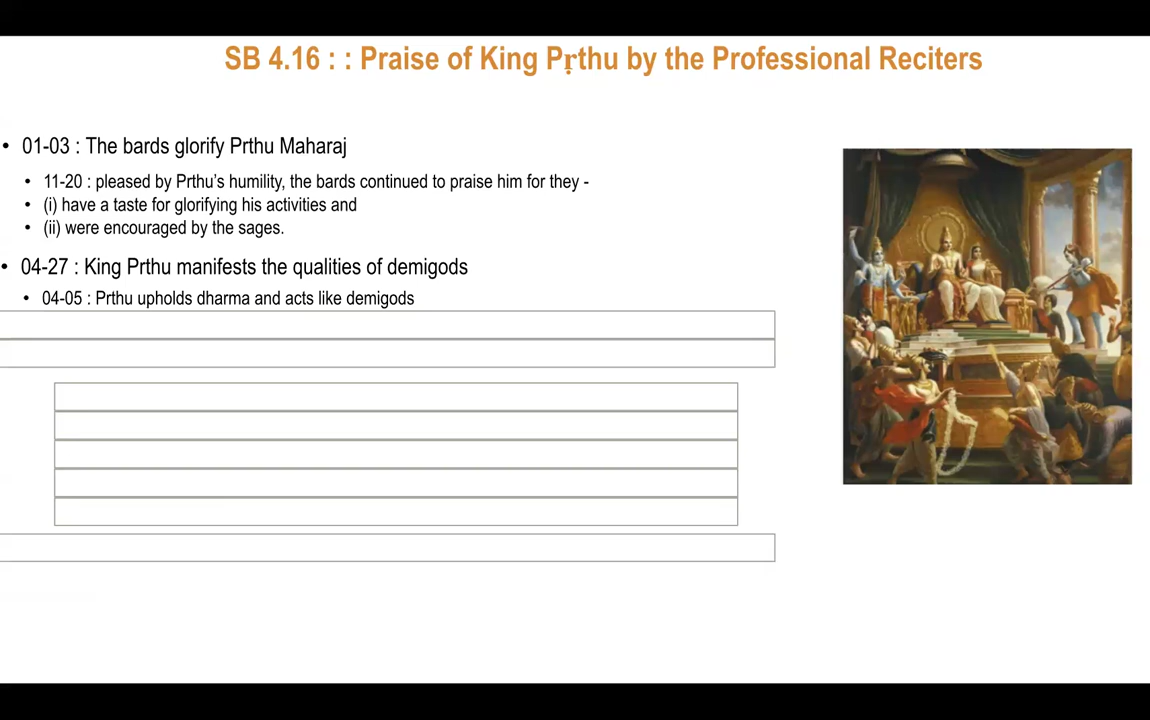 SB 4.16 : : Praise of King Pṛthu by the Professional Reciters
• 01-03 : The bards glorify Prthu Maharaj
• 11-20 : pleased by Prthu’s humility, the bards continued to praise him for they -
• (i) have a taste for glorifying his activities and
• (ii) were encouraged by the sages.
• 04-27 : King Prthu manifests the qualities of demigods
• 04-05 : Prthu upholds dharma and acts like demigods